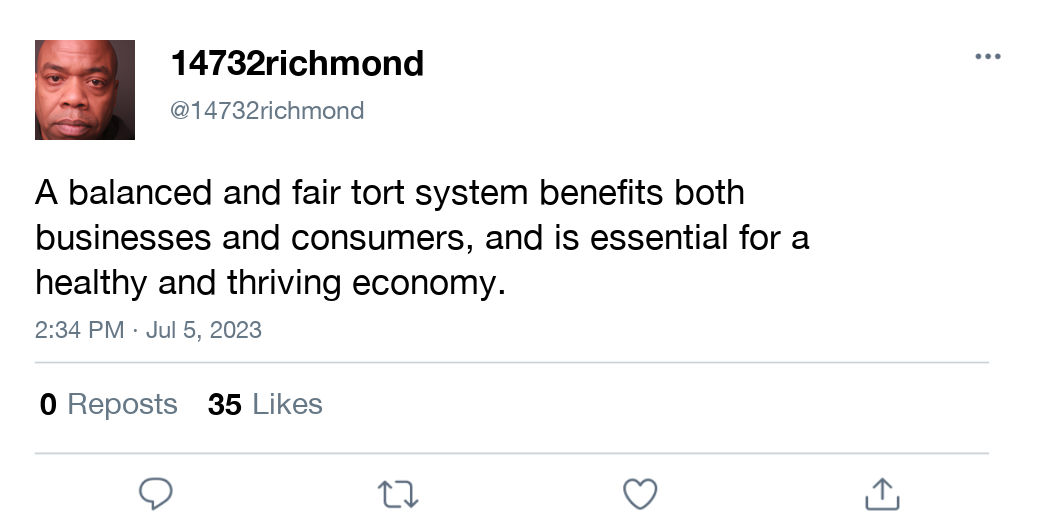 14732richmond
@14732richmond
A balanced and fair tort system benefits both
businesses and consumers, and is essential for a
healthy and thriving economy.
2:34 PM · Jul 5, 2023
0 Reposts 35 Likes